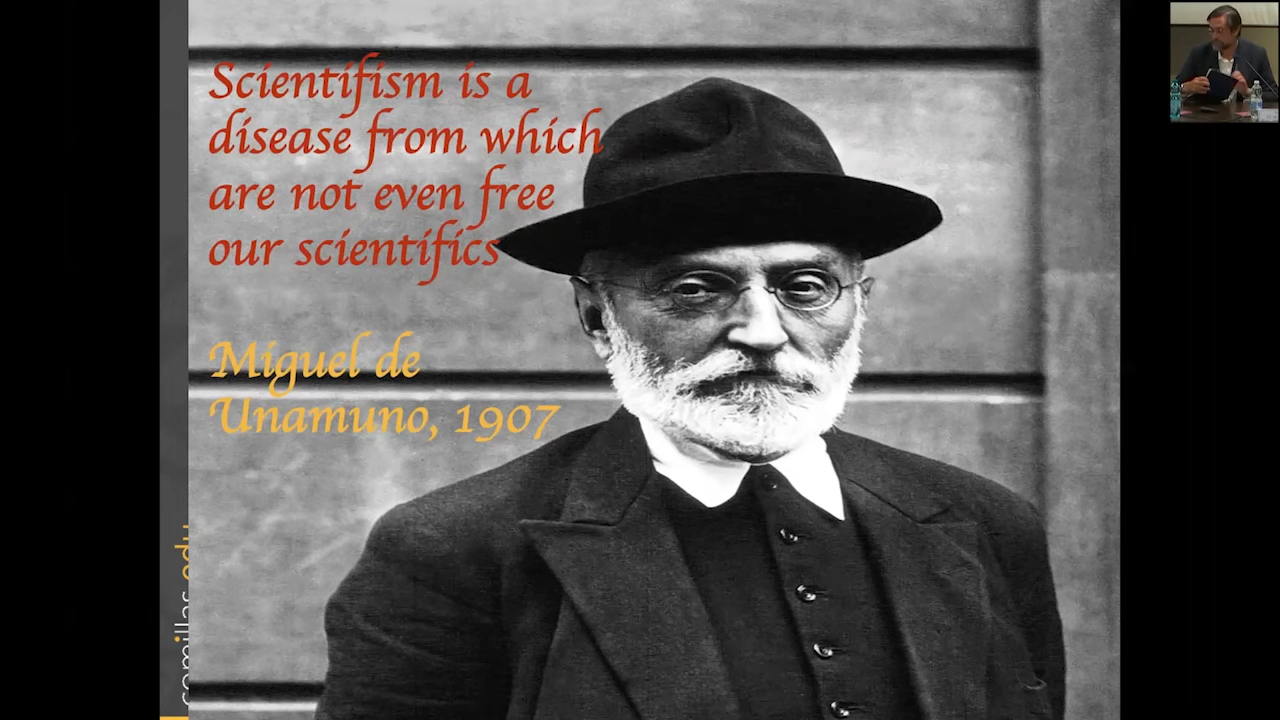 Scientifism is a
disease from which
are not even free
our scientifics
Miguel de
Unamuno, 1907
comillas.edu